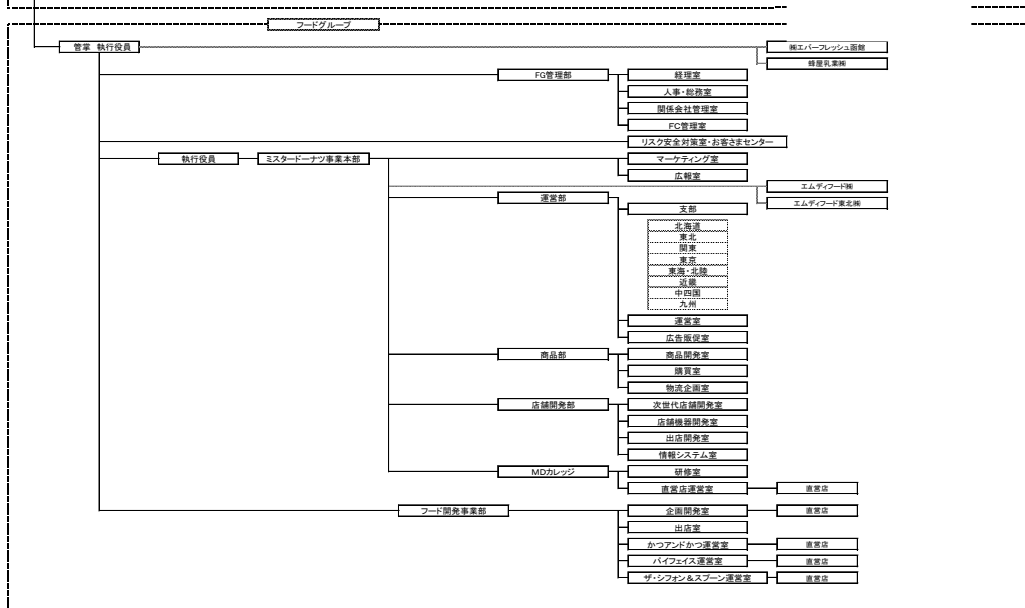 フードグループ
管掌 執行役員
㈱エバーフレッシュ函館
蜂屋乳業㈱
FG管理部
経理室
人事・総務室
関係会社管理室
FC管理室
リスク安全対策室・お客さまセンター
執行役員
ミスタードーナツ事業本部
マーケティング室
広報室
エムディフード㈱
エムディフード東北㈱
運営部
支部
北海道
東北
関東
東京
東海・北陸
近畿
中四国
九州
運営室
広告販促室
商品部
商品開発室
購買室
物流企画室
店舗開発部
次世代店舗開発室
店舗機器開発室
出店開発室
情報システム室
MDカレッジ
研修室
直営店運営室
直営店
フード開発事業部
企画開発室
直営店
出店室
かつアンドかつ運営室
直営店
パイフェイス運営室
直営店
ザ・シフォン＆スプーン運営室
直営店